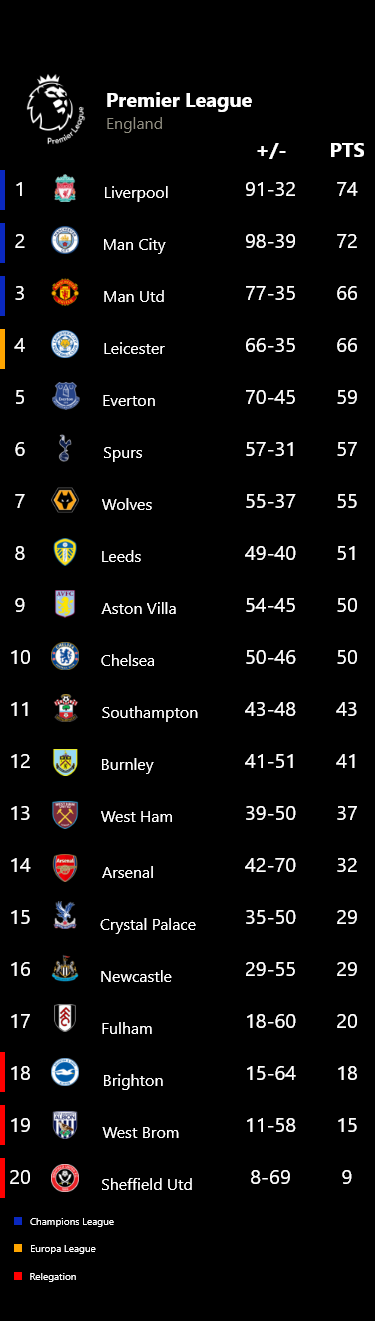 Premier League
England
Premier League
+/- PTS
1 Liverpool 91-32 74
2 Man City 98-39 72
3 Man Utd 77-35 66
4 Leicester 66-35 66
5 Everton 70-45 59
6 Spurs 57-31 57
7 Wolves 55-37 55
8 Leeds 49-40 51
9 Aston Villa 54-45 50
10 Chelsea 50-46 50
11 Southampton 43-48 43
12 Burnley 41-51 41
13 West Ham 39-50 37
14 Arsenal 42-70 32
15 Crystal Palace 35-50 29
16 Newcastle 29-55 29
17 Fulham 18-60 20
18 Brighton 15-64 18
19 West Brom 11-58 15
20 Sheffield Utd 8-69 9
Champions League
Europa League
Relegation